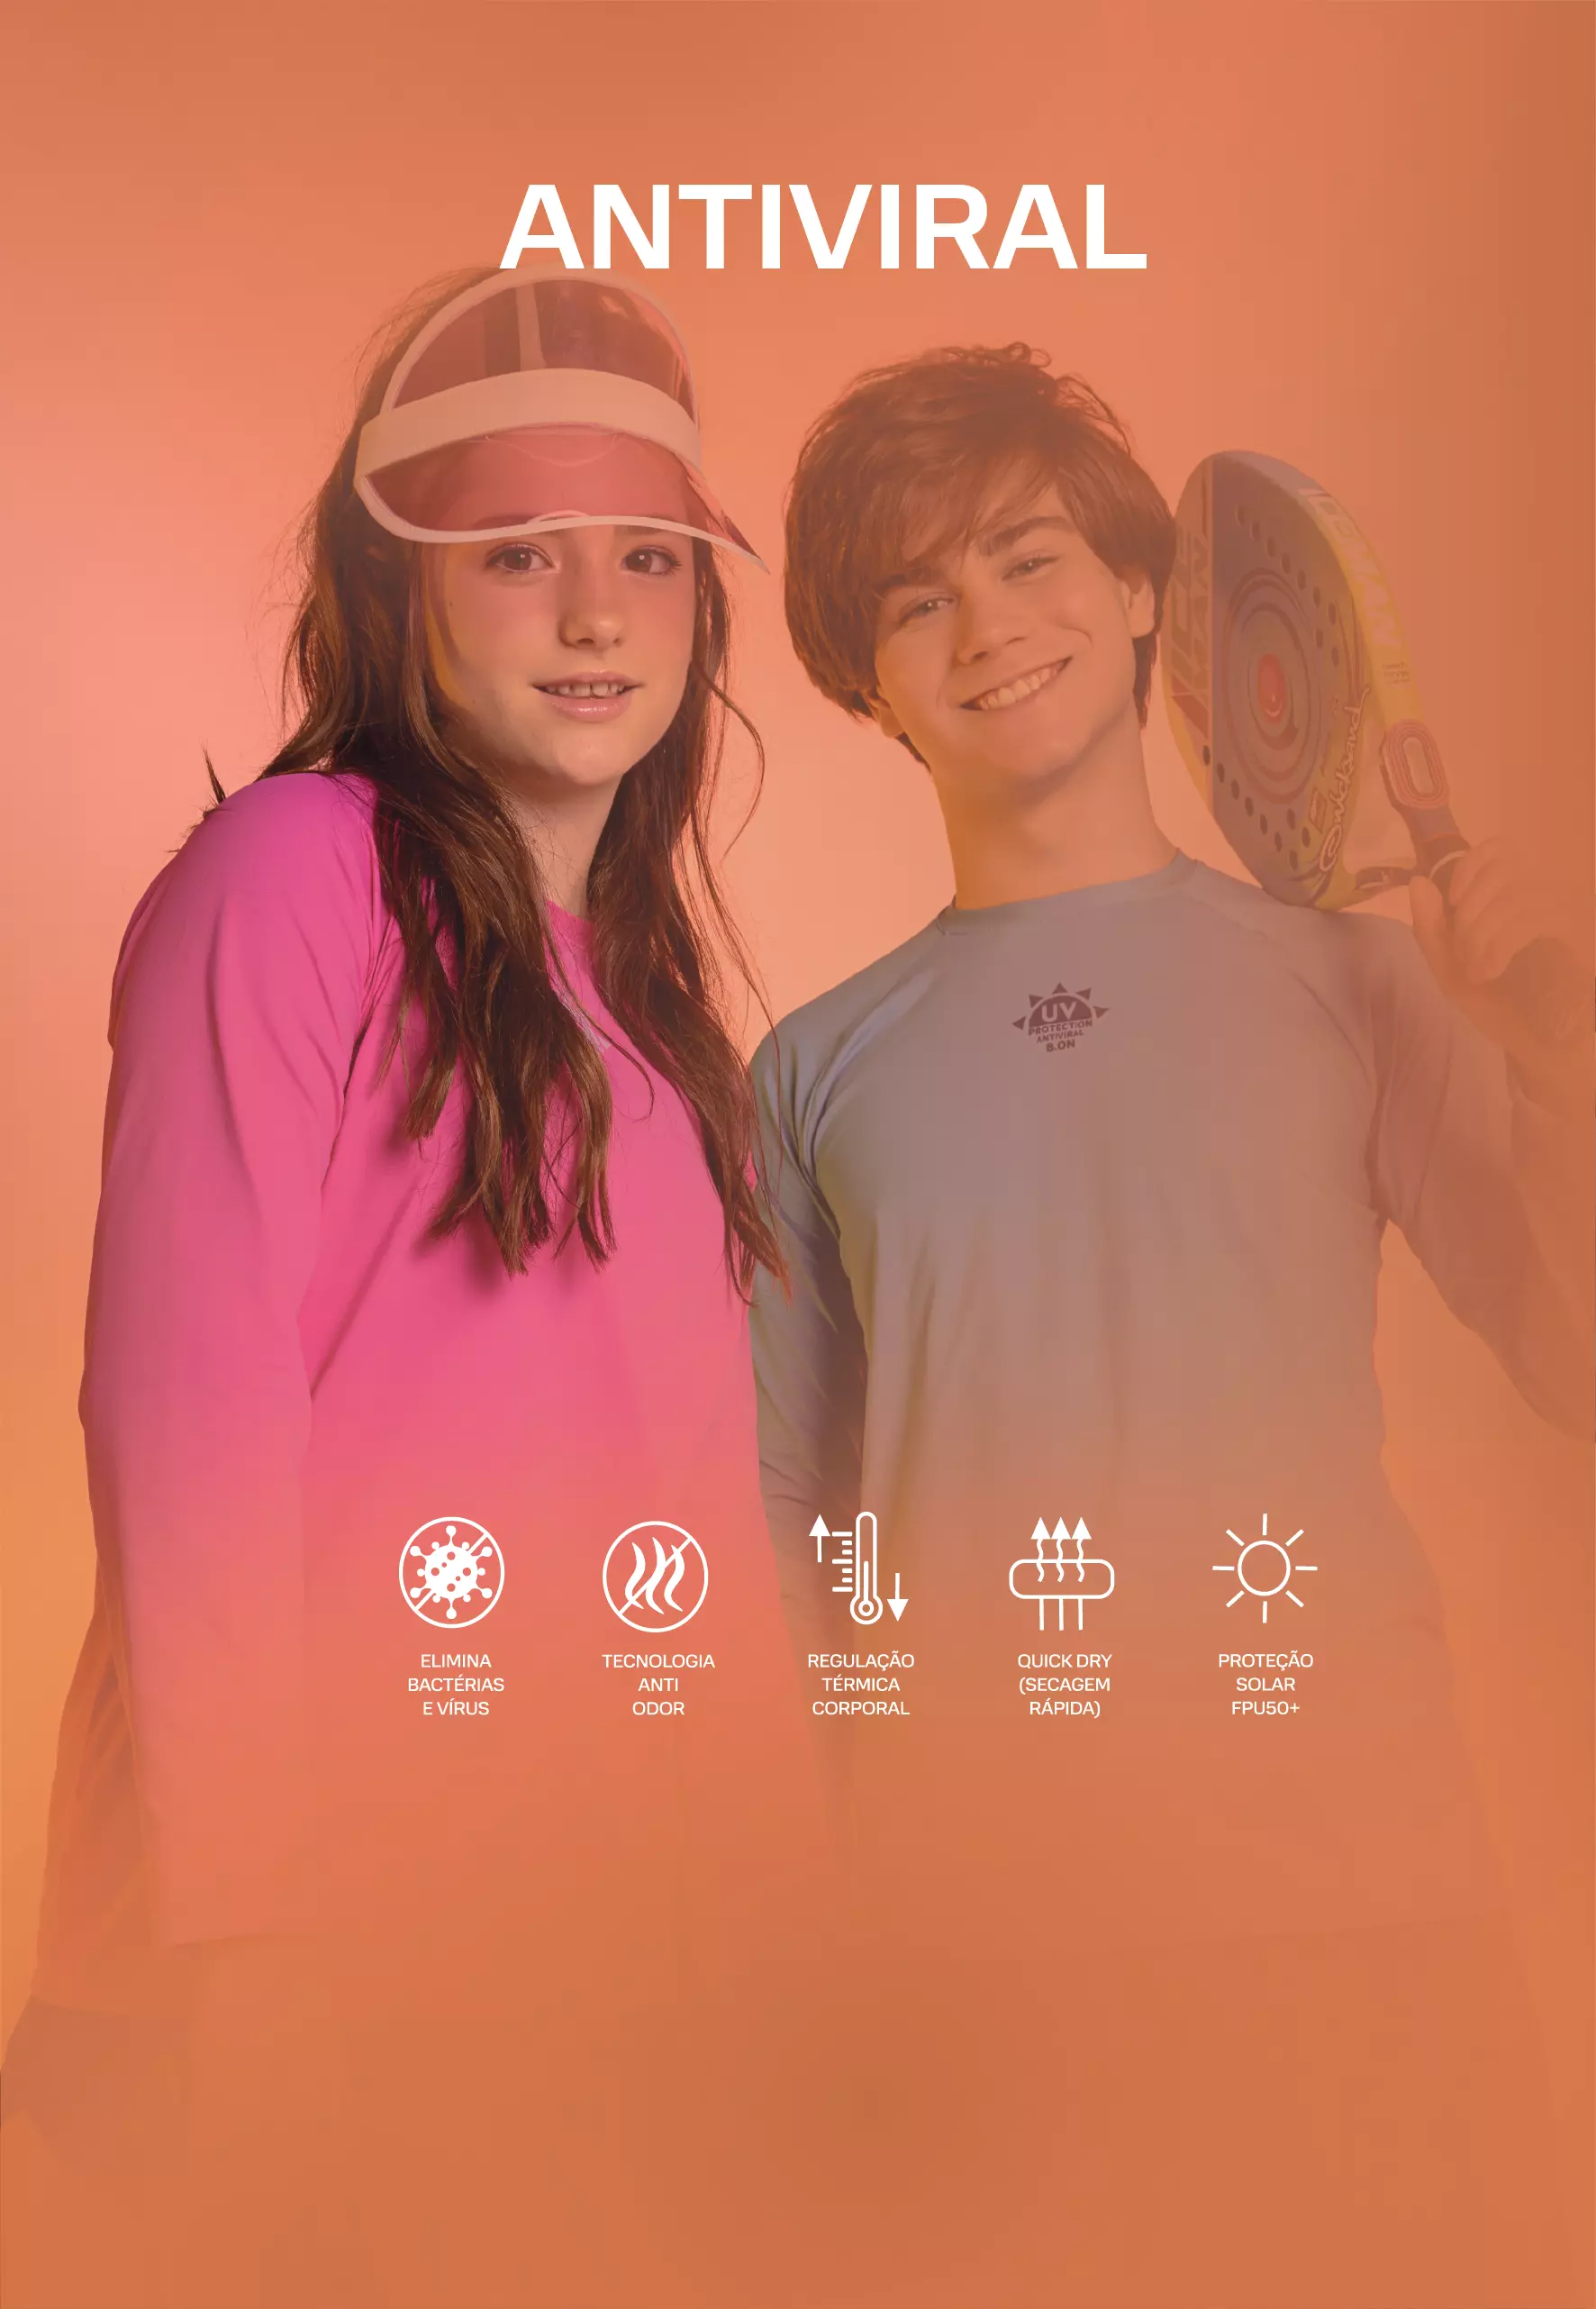 ANTIVIRAL
UV
PROTECTION
ANTIVIRAL
B.ON
Quicksand
ELIMINA
BACTÉRIAS
E VÍRUS
TECNOLOGIA
ANTI
ODOR
REGULAÇÃO
TÉRMICA
CORPORAL
QUICK DRY
(SECAGEM
RÁPIDA)
PROTEÇÃO
SOLAR
FPU50+